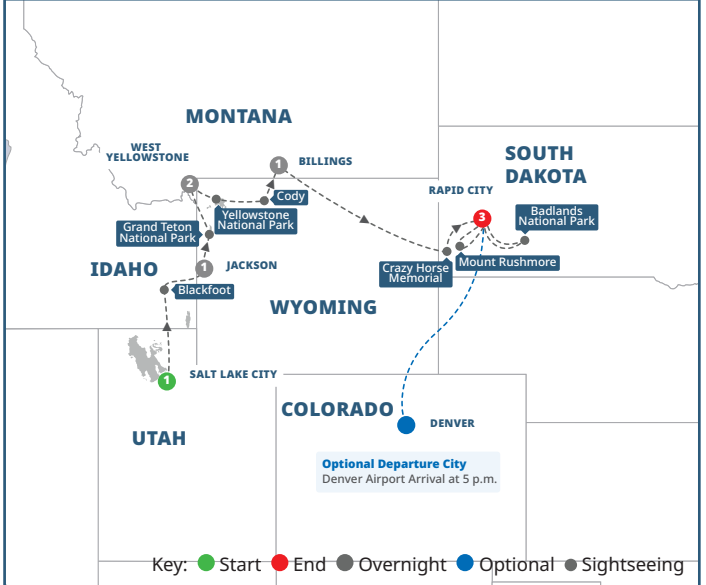 MONTANA
WEST
YELLOWSTONE
2
1
BILLINGS
SOUTH
DAKOTA
RAPID CITY
Cody
Yellowstone
National Park
3
Badlands
National Park
Grand Teton
National Park
Mount Rushmore
Crazy Horse
Memorial
IDAHO
1
JACKSON
Blackfoot
WYOMING
SALT LAKE CITY
1
COLORADO
DENVER
UTAH
Optional Departure City
Denver Airport Arrival at 5 p.m.
Key: Start End Overnight Optional Sightseeing